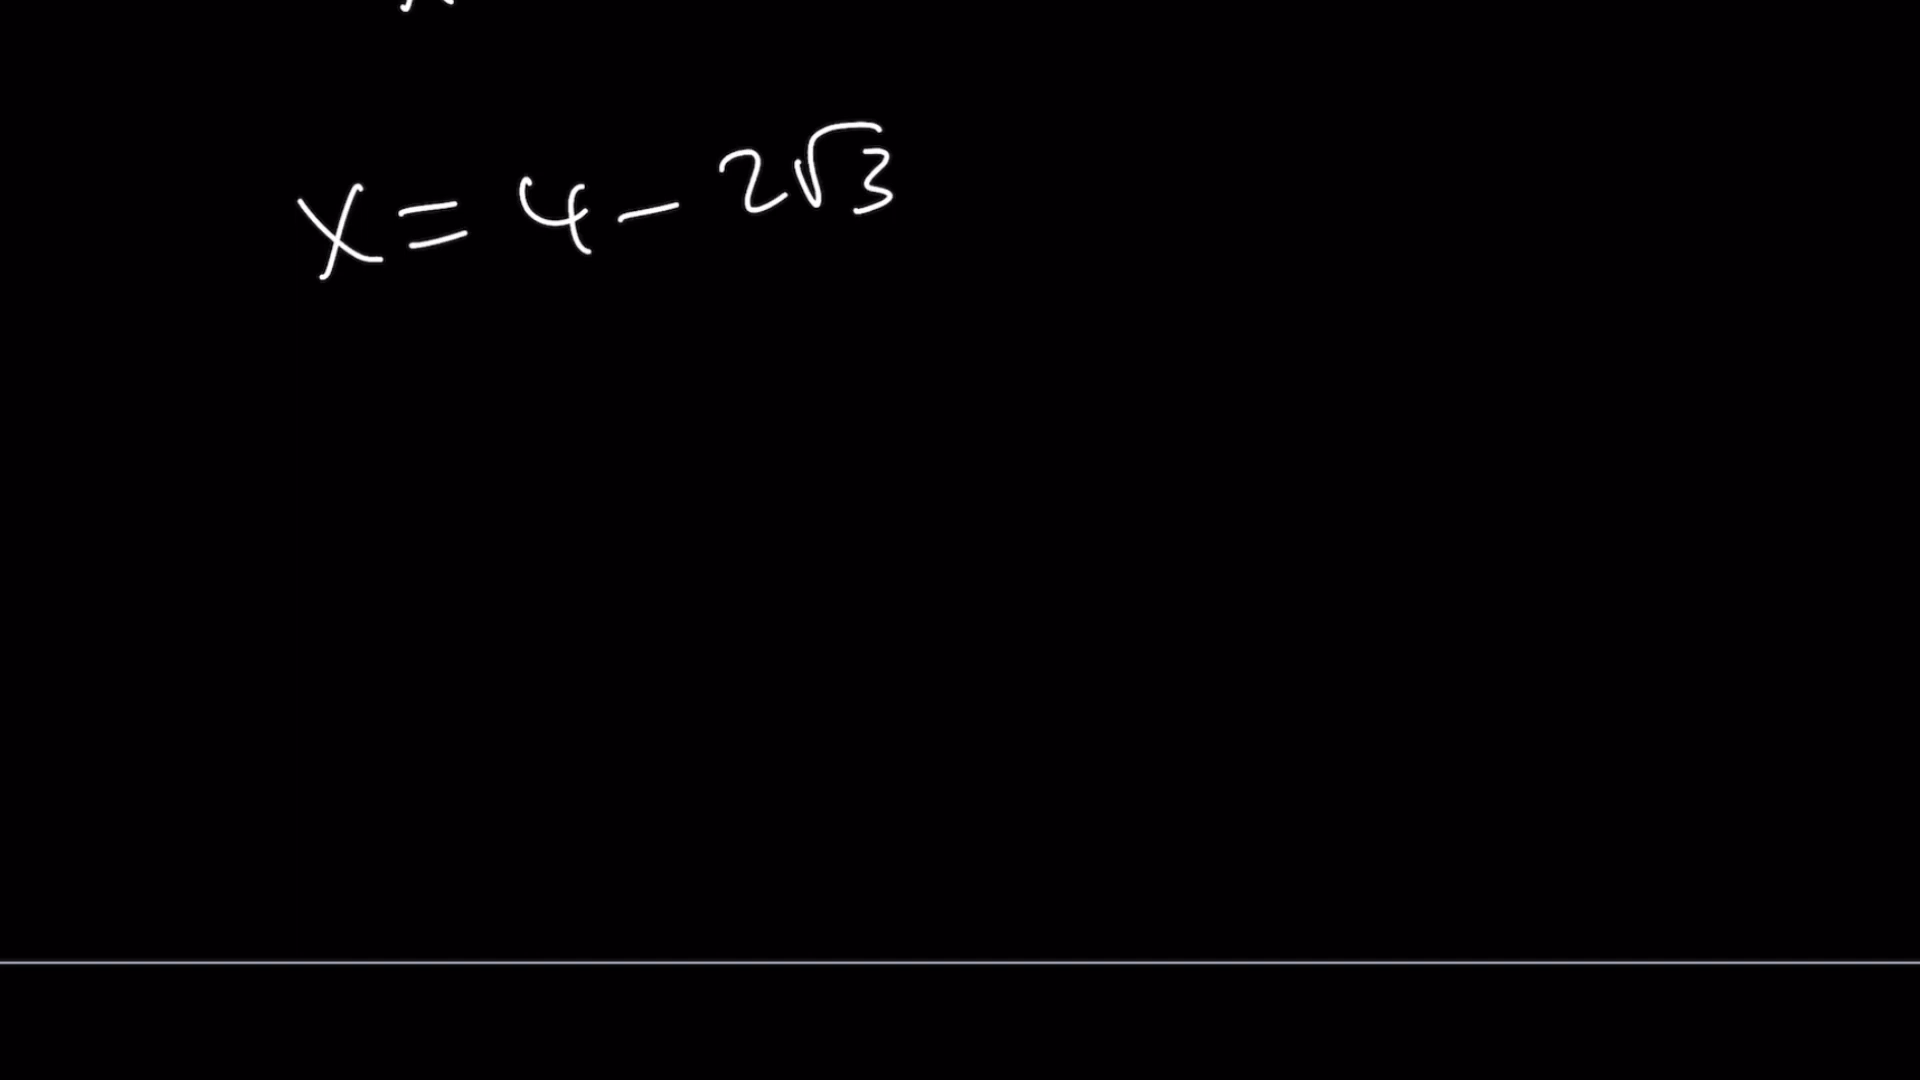 x = 4 - 2√3